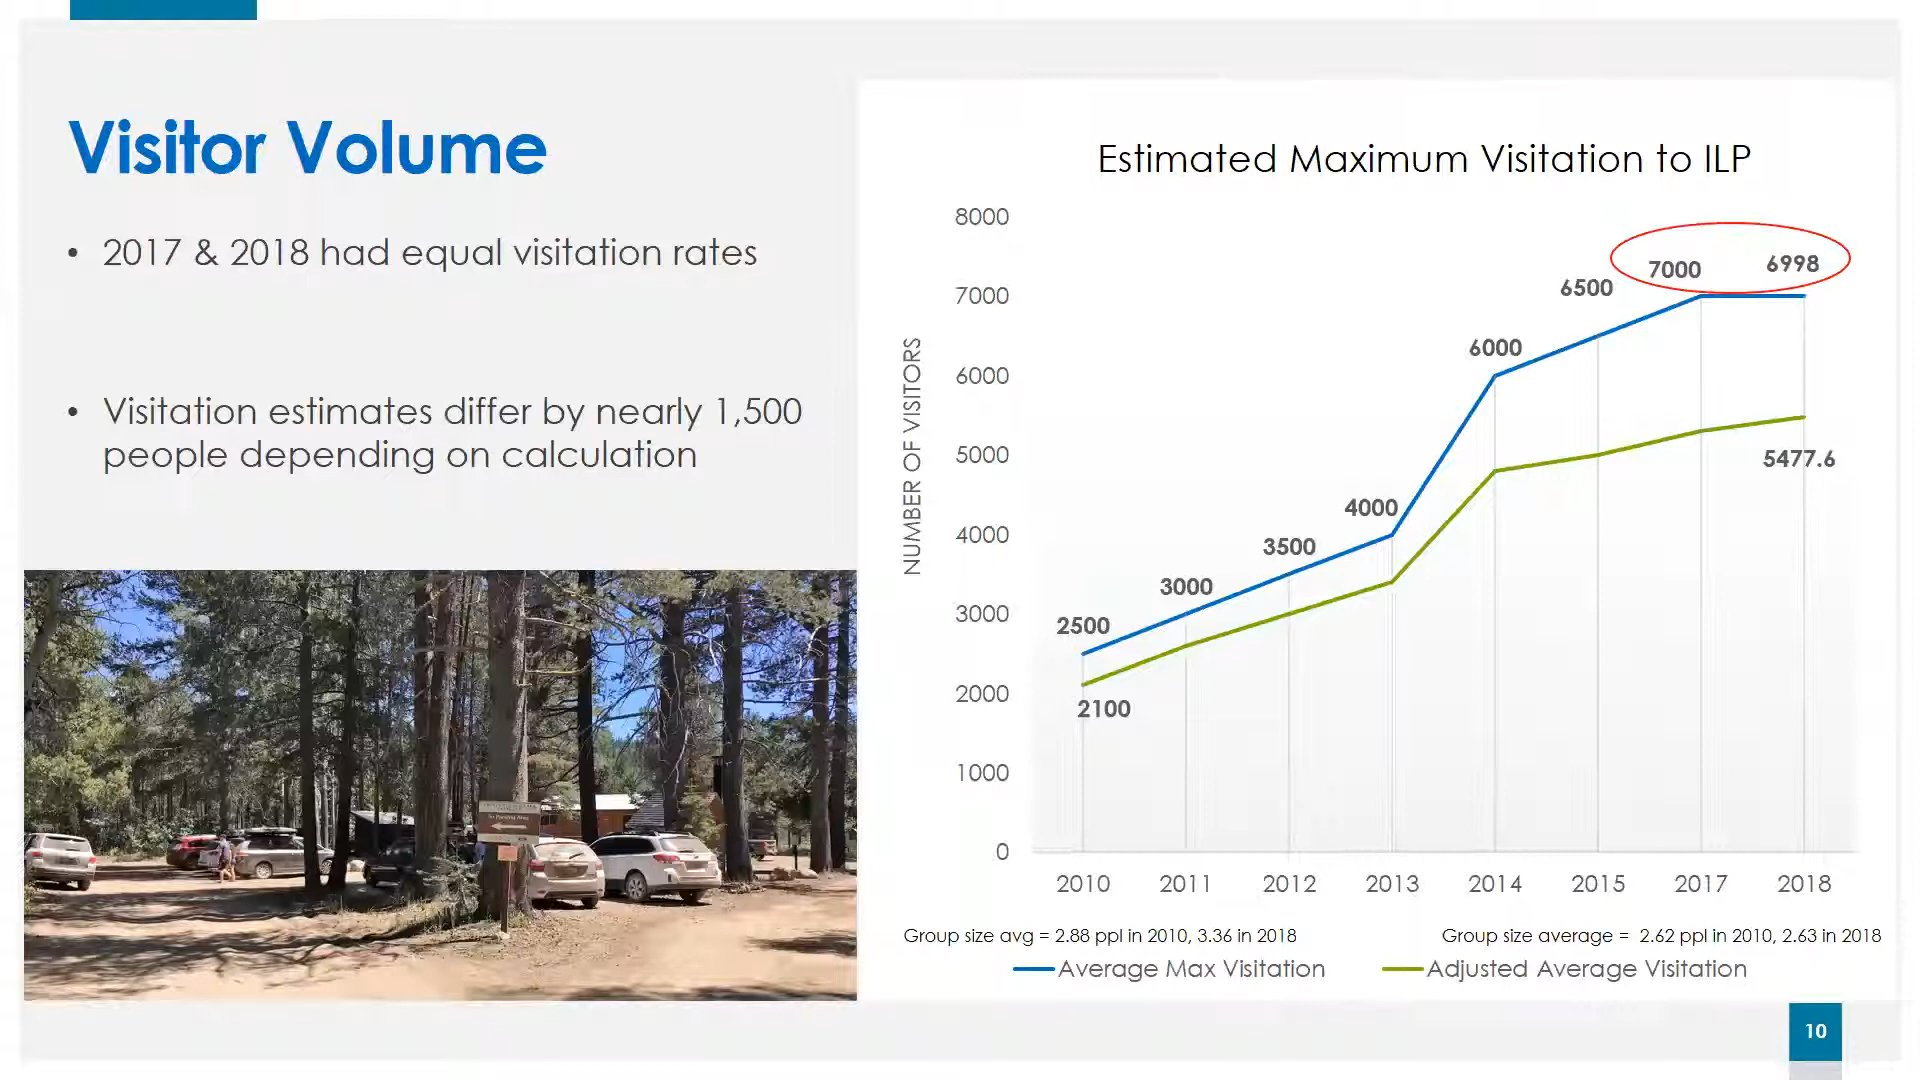 Visitor Volume
• 2017 & 2018 had equal visitation rates
• Visitation estimates differ by nearly 1,500
people depending on calculation
Estimated Maximum Visitation to ILP
NUMBER OF VISITORS
8000
7000
6000
5000
4000
3000
2000
1000
0
2500
3000
3500
4000
6000
6500
7000
6998
2100
5477.6
2010 2011 2012 2013 2014 2015 2017 2018
Group size avg = 2.88 ppl in 2010, 3.36 in 2018
Group size average = 2.62 ppl in 2010, 2.63 in 2018
Average Max Visitation
Adjusted Average Visitation
10